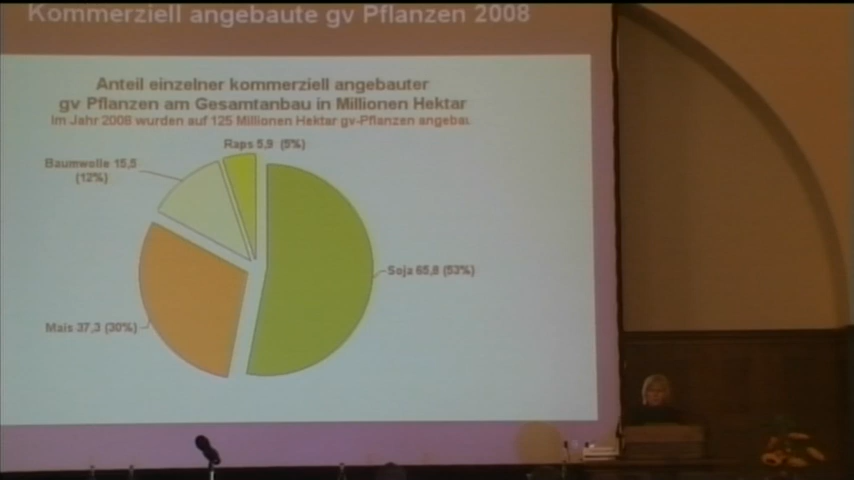 Kommerziell angebaute gv Pflanzen 2008
Anteil einzelner kommerziell angebauter
gv Pflanzen am Gesamtanbau in Millionen Hektar
Im Jahr 2008 wurden auf 125 Millionen Hektar gv-Pflanzen angebau
Raps 5,9 (5%)
Baumwolle 15,5
(12%)
Soja 65,8 (53%)
Mais 37,3 (30%)